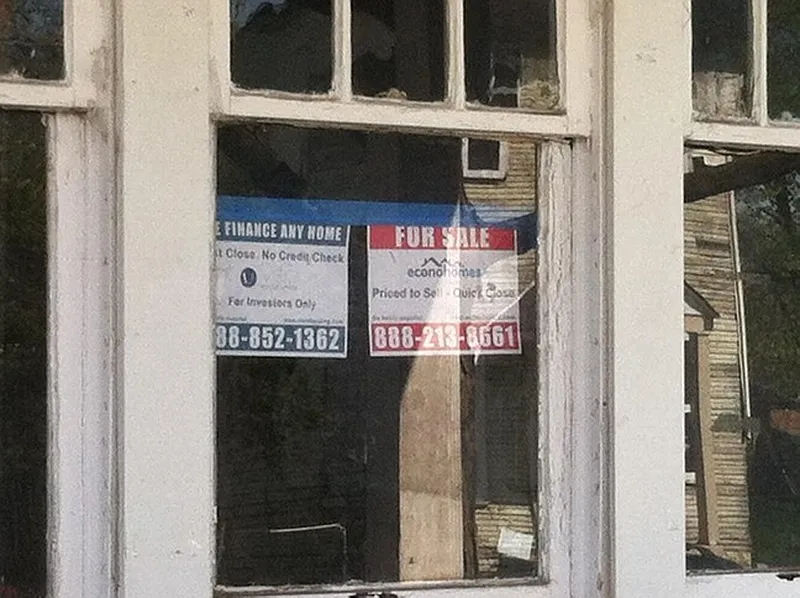 E FINANCE ANY HOME
t Close. No Credit Check
For Investors Only
88-852-1362
FOR SALE
econohomes
Priced to Sell - Quick Close
888-213-8661